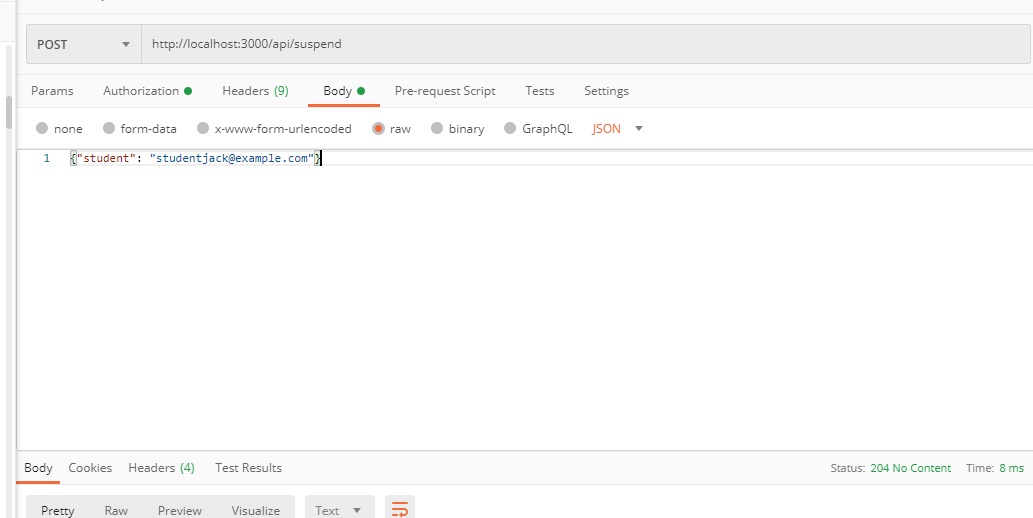 POST http://localhost:3000/api/suspend
Params Authorization Headers (9) Body Pre-request Script Tests Settings
none form-data x-www-form-urlencoded raw binary GraphQL JSON
1 {"student": "studentjack@example.com"}
Body Cookies Headers (4) Test Results Status: 204 No Content Time: 8 ms
Pretty Raw Preview Visualize Text